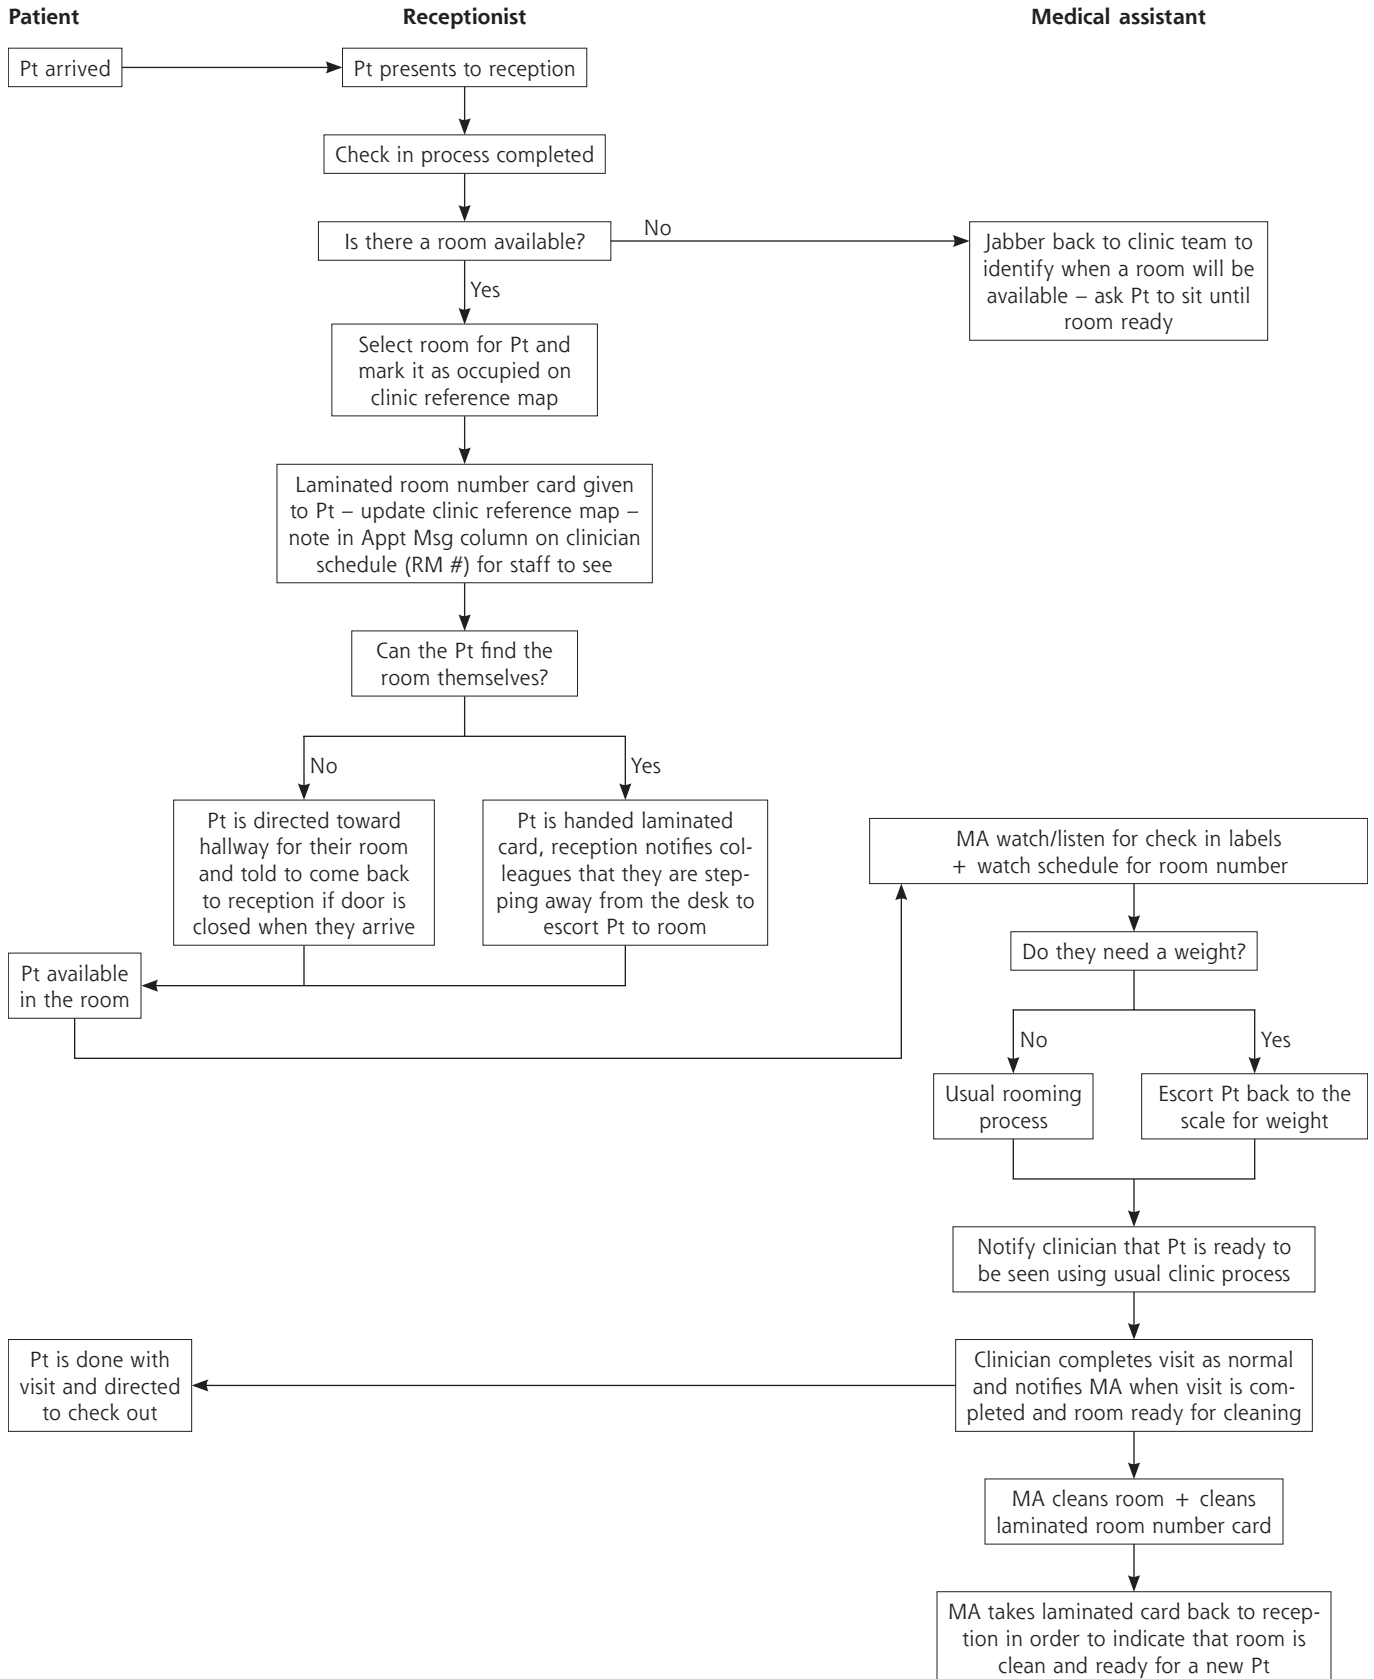 Patient
Receptionist
Medical assistant
Pt arrived
Pt presents to reception
Check in process completed
Is there a room available?
No
Jabber back to clinic team to
identify when a room will be
available – ask Pt to sit until
room ready
Yes
Select room for Pt and
mark it as occupied on
clinic reference map
Laminated room number card given
to Pt – update clinic reference map –
note in Appt Msg column on clinician
schedule (RM #) for staff to see
Can the Pt find the
room themselves?
No
Yes
Pt is directed toward
hallway for their room
and told to come back
to reception if door is
closed when they arrive
Pt is handed laminated
card, reception notifies col-
leagues that they are step-
ping away from the desk to
escort Pt to room
Pt available
in the room
MA watch/listen for check in labels
+ watch schedule for room number
Do they need a weight?
No
Yes
Usual rooming
process
Escort Pt back to the
scale for weight
Notify clinician that Pt is ready to
be seen using usual clinic process
Clinician completes visit as normal
and notifies MA when visit is com-
pleted and room ready for cleaning
Pt is done with
visit and directed
to check out
MA cleans room + cleans
laminated room number card
MA takes laminated card back to recep-
tion in order to indicate that room is
clean and ready for a new Pt